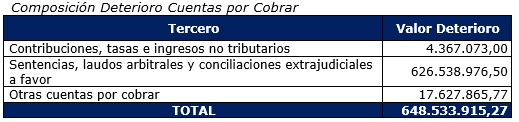 Composición Deterioro Cuentas por Cobrar
Tercero Valor Deterioro
Contribuciones, tasas e ingresos no tributarios 4.367.073,00
Sentencias, laudos arbitrales y conciliaciones extrajudiciales
a favor 626.538.976,50
Otras cuentas por cobrar 17.627.865,77
TOTAL 648.533.915,27